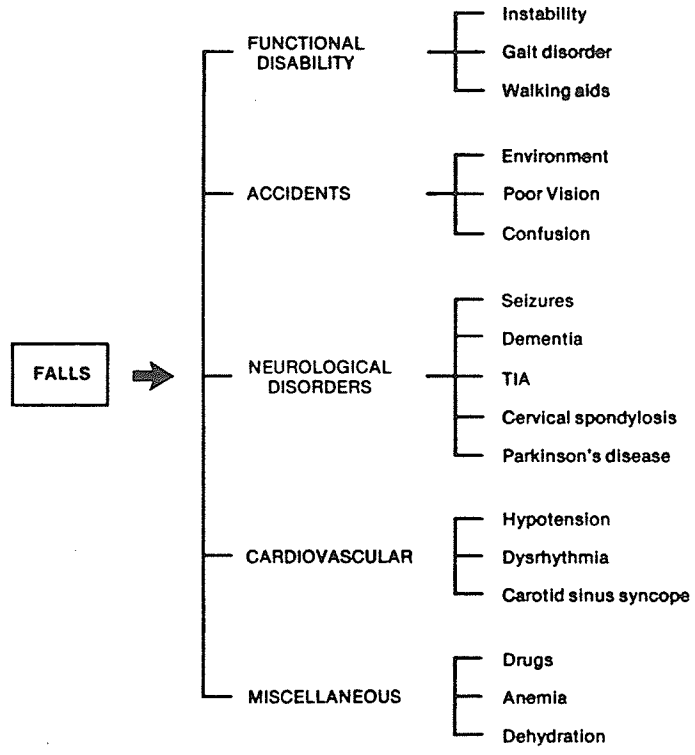 FALLS
FUNCTIONAL
DISABILITY
Instability
Gait disorder
Walking aids
ACCIDENTS
Environment
Poor Vision
Confusion
NEUROLOGICAL
DISORDERS
Seizures
Dementia
TIA
Cervical spondylosis
Parkinson's disease
CARDIOVASCULAR
Hypotension
Dysrhythmia
Carotid sinus syncope
MISCELLANEOUS
Drugs
Anemia
Dehydration